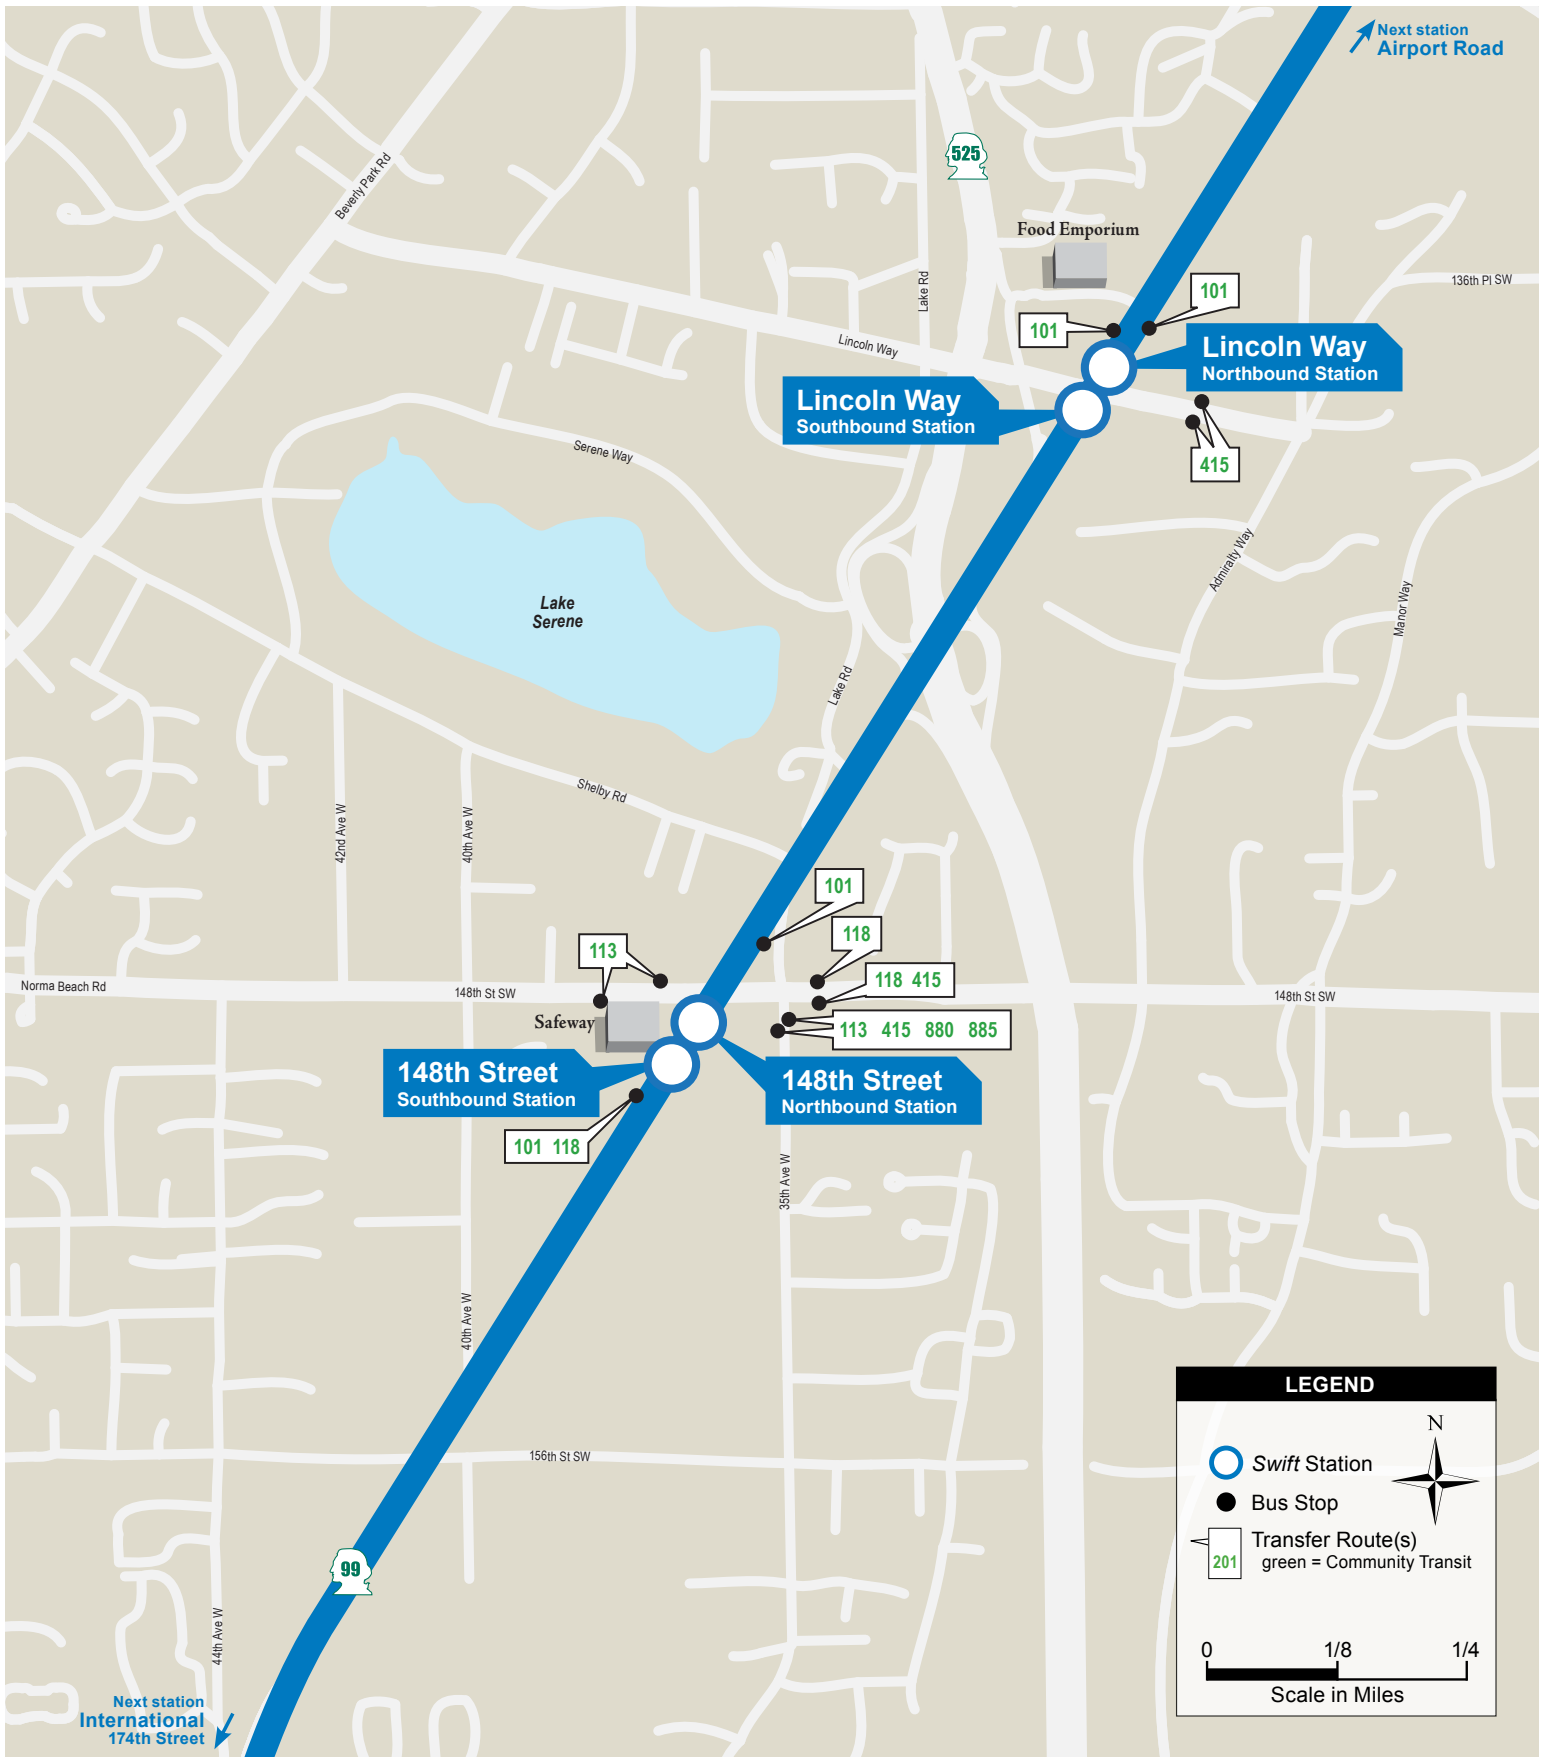 Next station
Airport Road
525
Beverly Park Rd
Food Emporium
Lake Rd
136th Pl SW
101
101
Lincoln Way
Lincoln Way
Northbound Station
Lincoln Way
Southbound Station
415
Serene Way
Admiralty Way
Manor Way
Lake
Serene
Lake Rd
Shelby Rd
42nd Ave W
40th Ave W
101
118
113
118 415
Norma Beach Rd
148th St SW
148th St SW
Safeway
113 415 880 885
148th Street
Southbound Station
148th Street
Northbound Station
101 118
35th Ave W
40th Ave W
156th St SW
99
44th Ave W
Next station
International
174th Street
LEGEND
N
Swift Station
Bus Stop
Transfer Route(s)
201
green = Community Transit
0 1/8 1/4
Scale in Miles